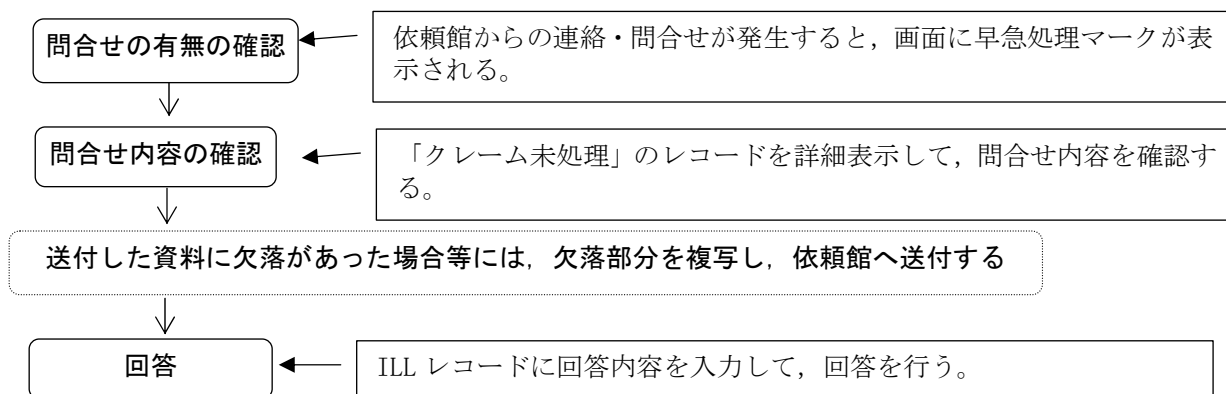 問合せの有無の確認
依頼館からの連絡・問合せが発生すると，画面に早急処理マークが表
示される。
問合せ内容の確認
「クレーム未処理」のレコードを詳細表示して，問合せ内容を確認す
る。
送付した資料に欠落があった場合等には，欠落部分を複写し，依頼館へ送付する
回答
ILL レコードに回答内容を入力して，回答を行う。